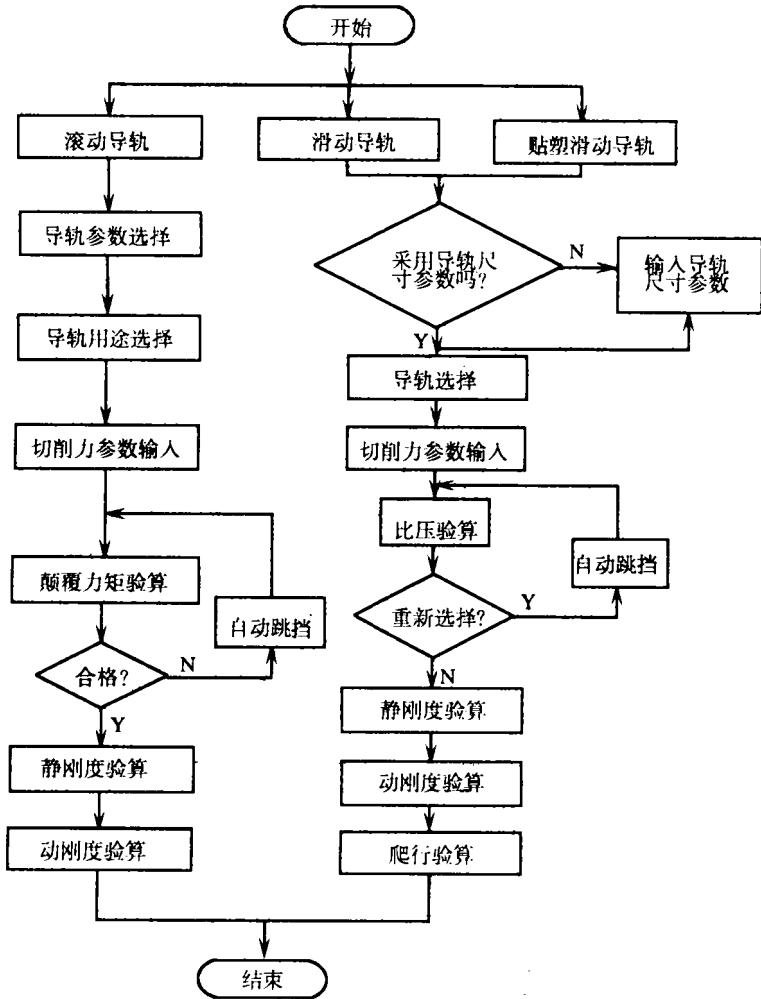 开始
滚动导轨
滑动导轨
贴塑滑动导轨
导轨参数选择
采用导轨尺
寸参数吗?
N
输入导轨
尺寸参数
导轨用途选择
Y
导轨选择
切削力参数输入
切削力参数输入
比压验算
颠覆力矩验算
自动跳挡
重新选择?
Y
自动跳挡
合格?
N
N
静刚度验算
Y
静刚度验算
动刚度验算
动刚度验算
爬行验算
结束